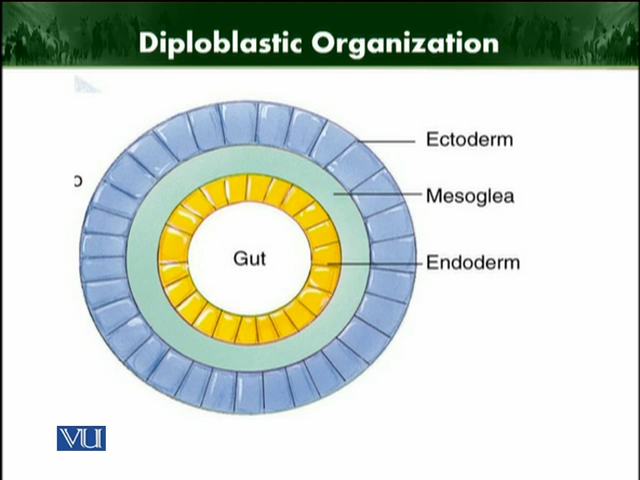 Diploblastic Organization
Ectoderm
Mesoglea
Gut
Endoderm
VU